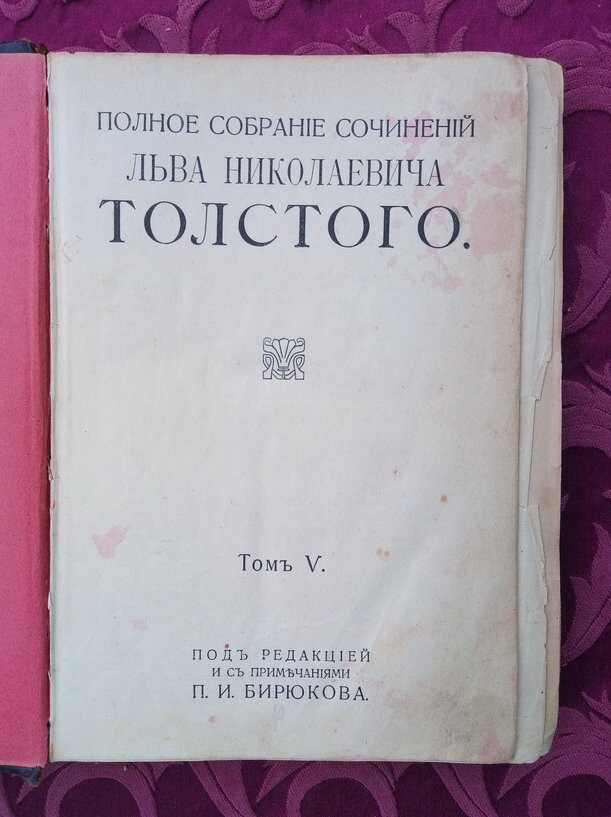 ПОЛНОЕ СОБРАНІЕ СОЧИНЕНІЙ
ЛЬВА НИКОЛАЕВИЧА
ТОЛСТОГО.
Томъ V.
ПОДЪ РЕДАКЦІЕЙ
И СЪ ПРИМѢЧАНІЯМИ
П. И. БИРЮКОВА.